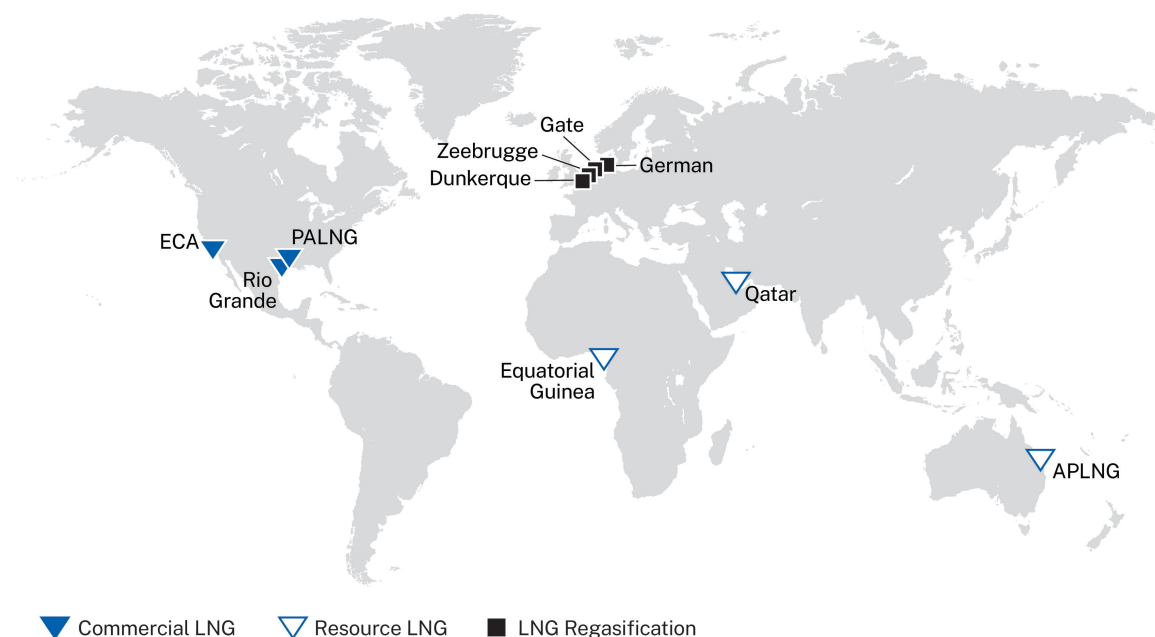 Gate
Zeebrugge
German
Dunkerque
ECA
PALNG
Rio
Grande
Qatar
Equatorial
Guinea
APLNG
Commercial LNG
Resource LNG
LNG Regasification